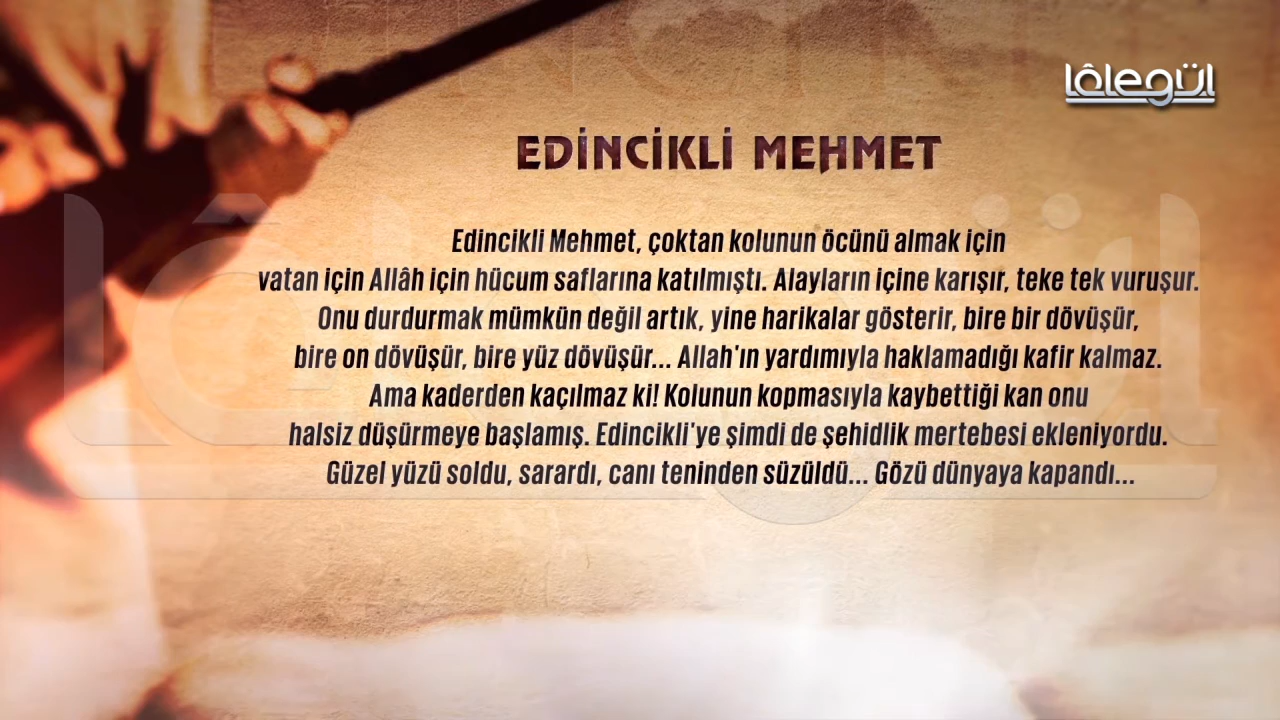 lâlegül
EDİNCİKLİ MEHMET
Edincikli Mehmet, çoktan kolunun öcünü almak için
vatan için Allâh için hücum saflarına katılmıştı. Alayların içine karışır, teke tek vuruşur.
Onu durdurmak mümkün değil artık, yine harikalar gösterir, bire bir dövüşür,
bire on dövüşür, bire yüz dövüşür... Allah'ın yardımıyla haklamadığı kafir kalmaz.
Ama kaderden kaçılmaz ki! Kolunun kopmasıyla kaybettiği kan onu
halsiz düşürmeye başlamış. Edincikli'ye şimdi de şehidlik mertebesi ekleniyordu.
Güzel yüzü soldu, sarardı, canı teninden süzüldü... Gözü dünyaya kapandı...
lâlegül